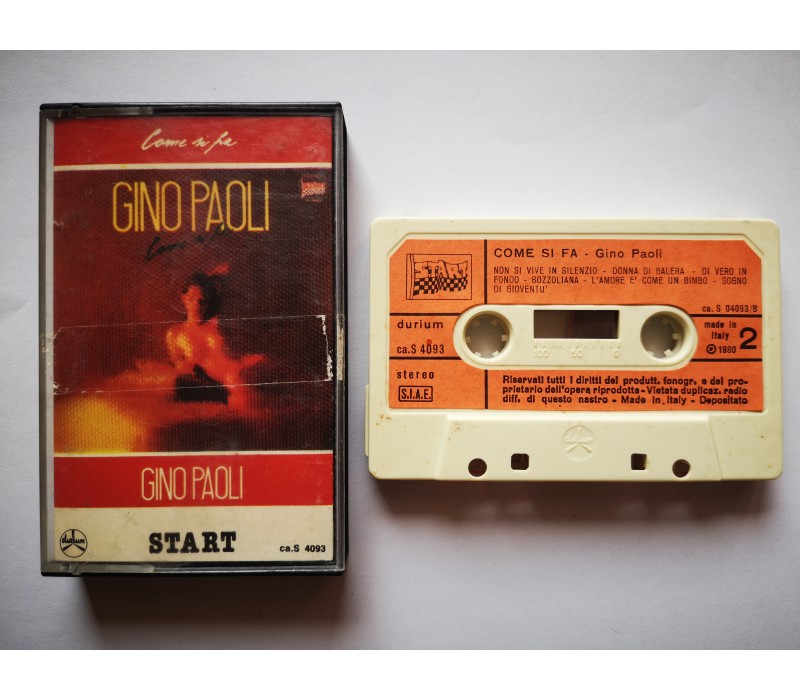 Come si fa
GINO PAOLI
GINO PAOLI
durium
START
ca.S 4093
START
COME SI FA - Gino Paoli
NON SI VIVE IN SILENZIO - DONNA DI BALERA - DI VERO IN
FONDO - BOZZOLIANA - L'AMORE E' COME UN BIMBO - SOGNO
DI GIOVENTU'
ca. S 04093/B
durium
ca.S 4093
made in
Italy
℗ 1980
2
100 50 0
stereo
S.I.A.E.
Riservati tutti i diritti del produtt. fonogr. e del pro-
prietario dell'opera riprodotta - Vietata duplicaz. radio
diff. di questo nastro - Made in Italy - Depositato
durium